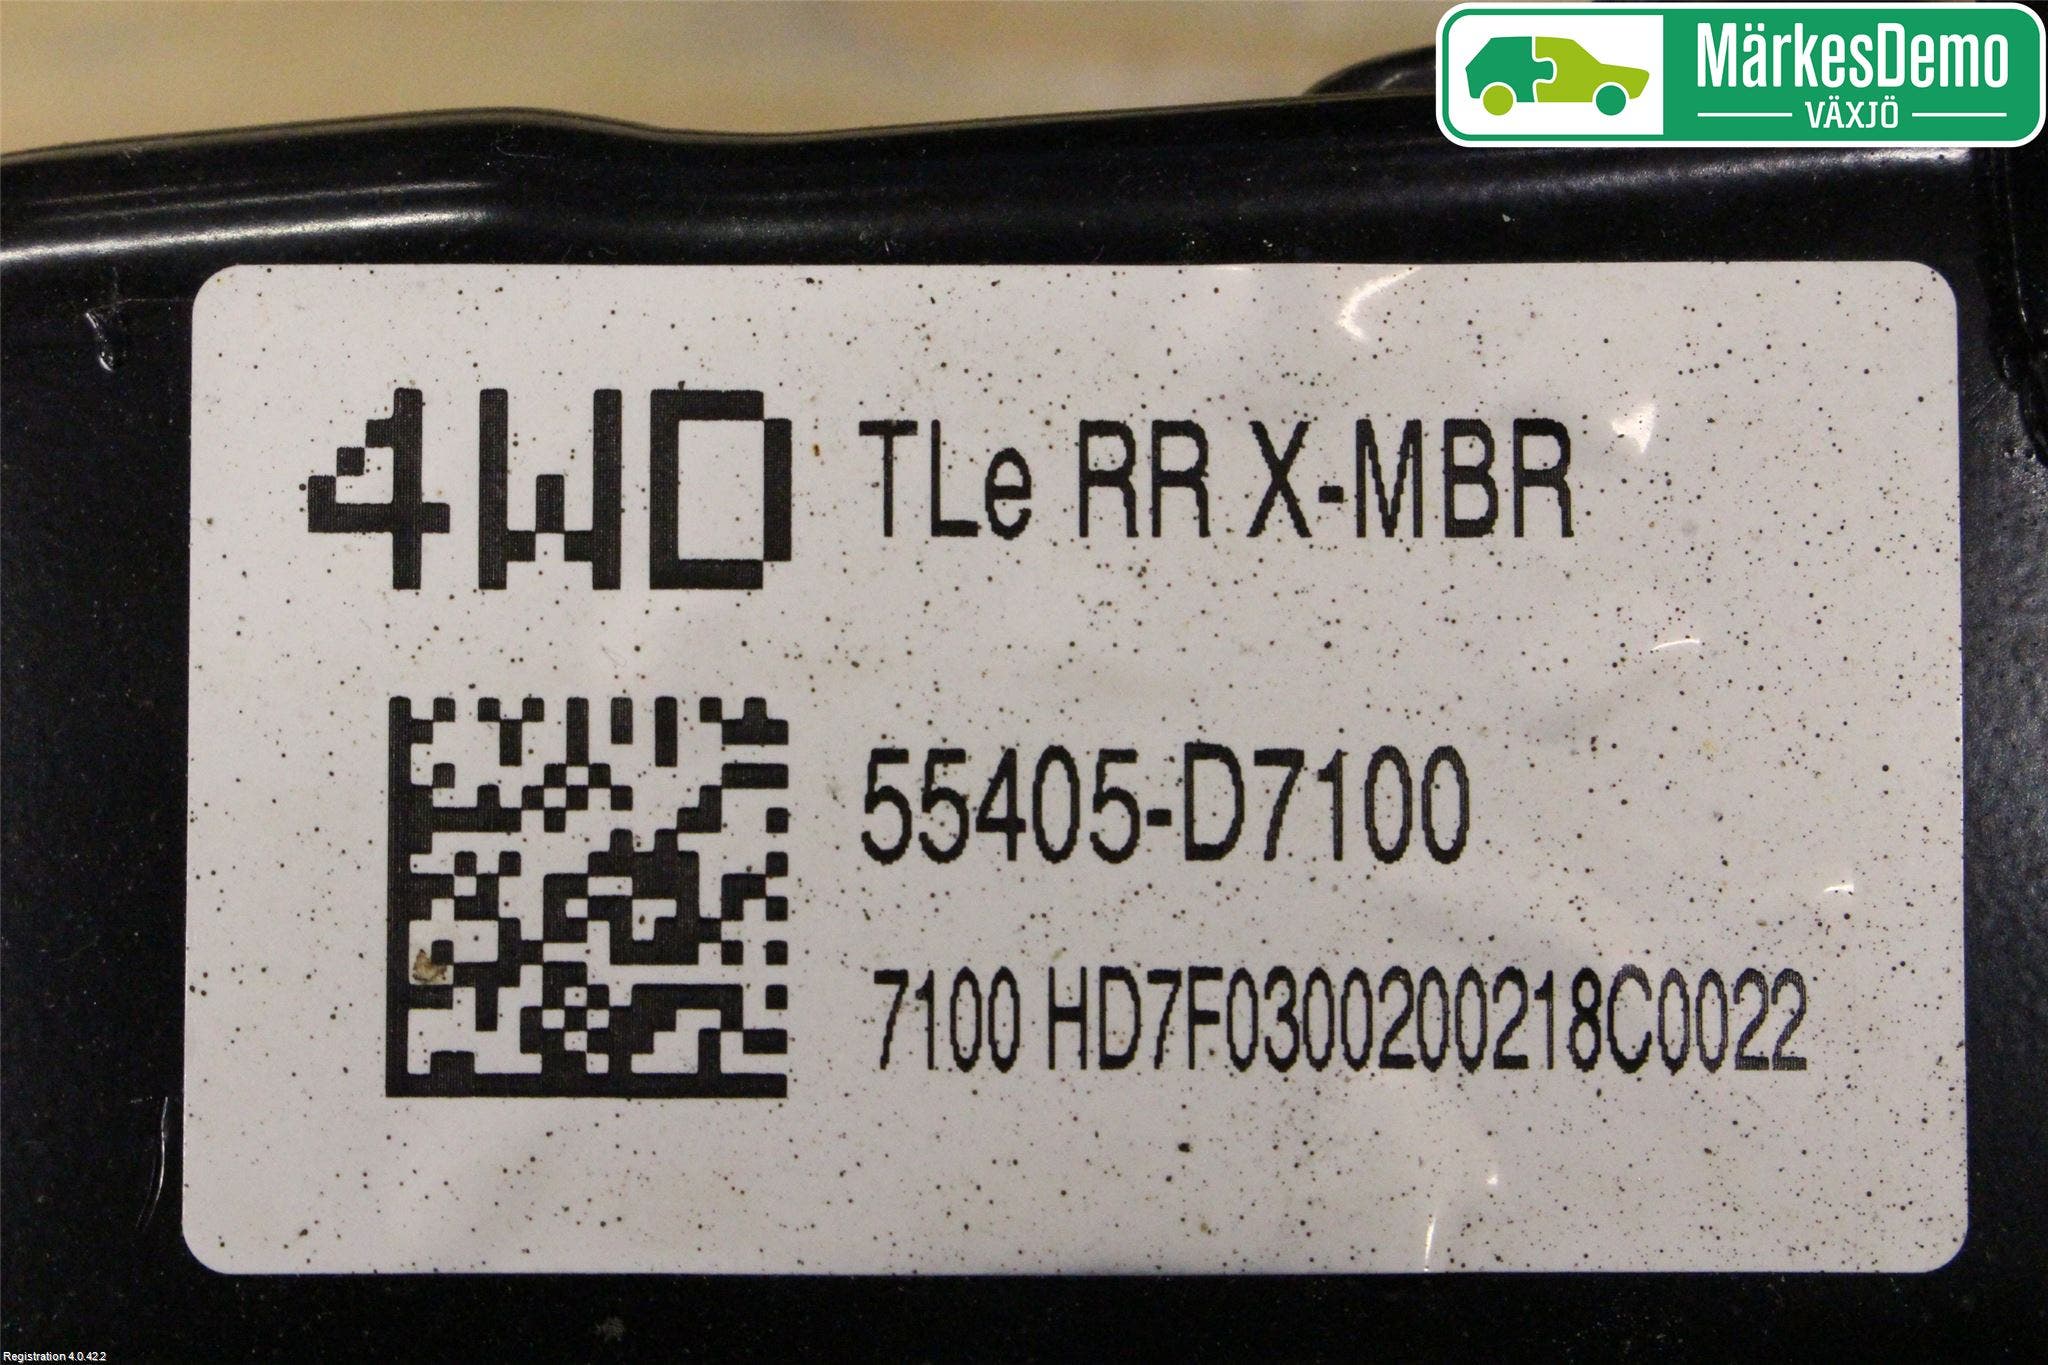 MärkesDemo
VÄXJÖ
4WD TLe RR X-MBR
55405-D7100
7100 HD7F0300200218C0022
Registration 4.0.42.2